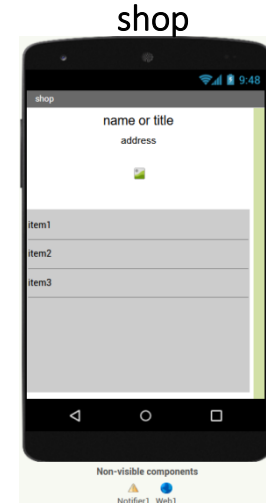 shop
9:48
shop
name or title
address
item1
item2
item3
Non-visible components
Notifier1 Web1